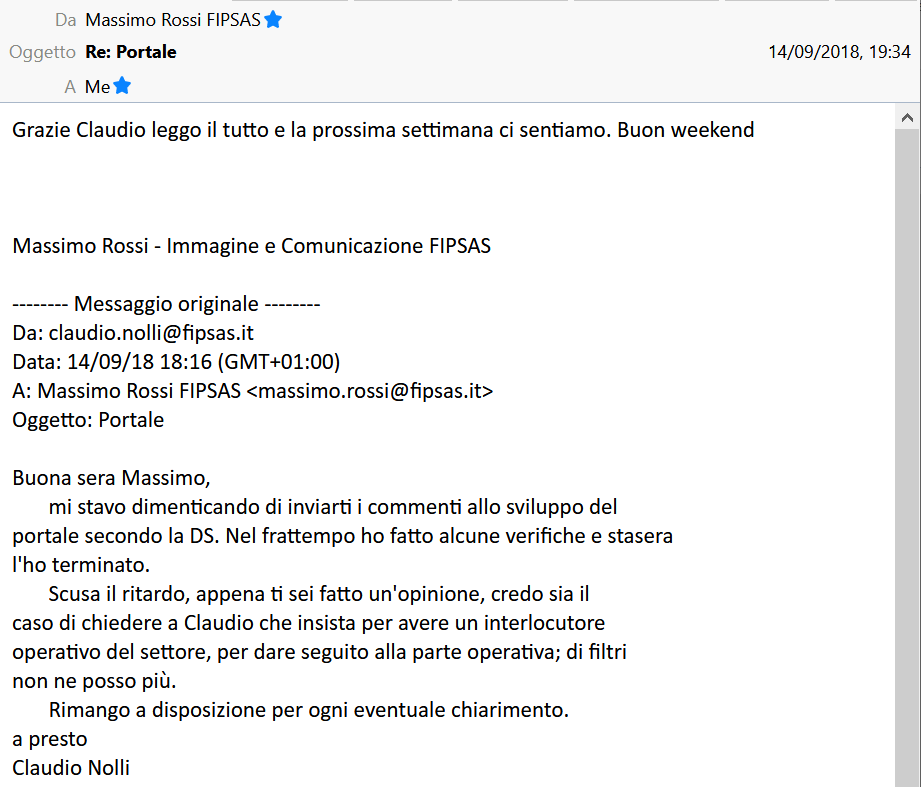 Da Massimo Rossi FIPSAS
Oggetto Re: Portale 14/09/2018, 19:34
A Me
Grazie Claudio leggo il tutto e la prossima settimana ci sentiamo. Buon weekend
Massimo Rossi - Immagine e Comunicazione FIPSAS
-------- Messaggio originale --------
Da: claudio.nolli@fipsas.it
Data: 14/09/18 18:16 (GMT+01:00)
A: Massimo Rossi FIPSAS <massimo.rossi@fipsas.it>
Oggetto: Portale
Buona sera Massimo,
mi stavo dimenticando di inviarti i commenti allo sviluppo del
portale secondo la DS. Nel frattempo ho fatto alcune verifiche e stasera
l'ho terminato.
Scusa il ritardo, appena ti sei fatto un'opinione, credo sia il
caso di chiedere a Claudio che insista per avere un interlocutore
operativo del settore, per dare seguito alla parte operativa; di filtri
non ne posso più.
Rimango a disposizione per ogni eventuale chiarimento.
a presto
Claudio Nolli